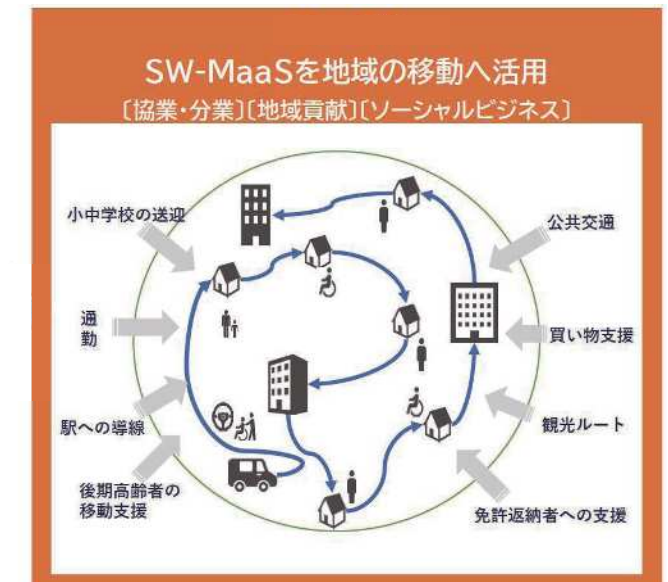 SW-MaaSを地域の移動へ活用
〔協業・分業〕〔地域貢献〕〔ソーシャルビジネス〕
小中学校の送迎
公共交通
通
勤
買い物支援
駅への導線
観光ルート
後期高齢者の
移動支援
免許返納者への支援